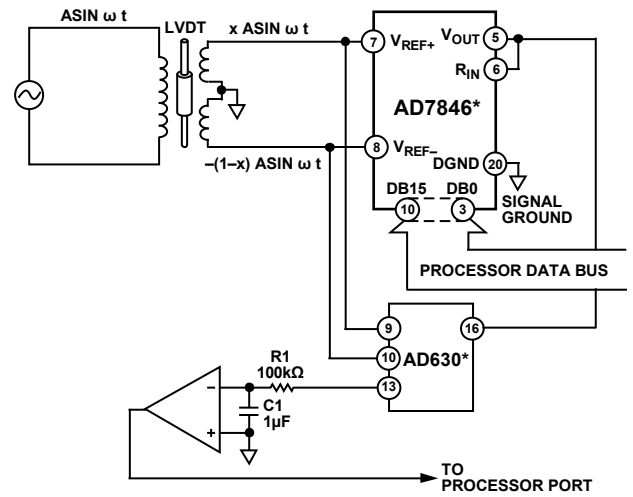 ASIN ω t
LVDT
x ASIN ω t
–(1–x) ASIN ω t
7
VREF+
VOUT
5
RIN
6
AD7846*
8
VREF–
DGND
20
DB15
DB0
10
3
SIGNAL
GROUND
PROCESSOR DATA BUS
9
16
10
AD630*
13
R1
100kΩ
C1
1µF
–
+
TO
PROCESSOR PORT